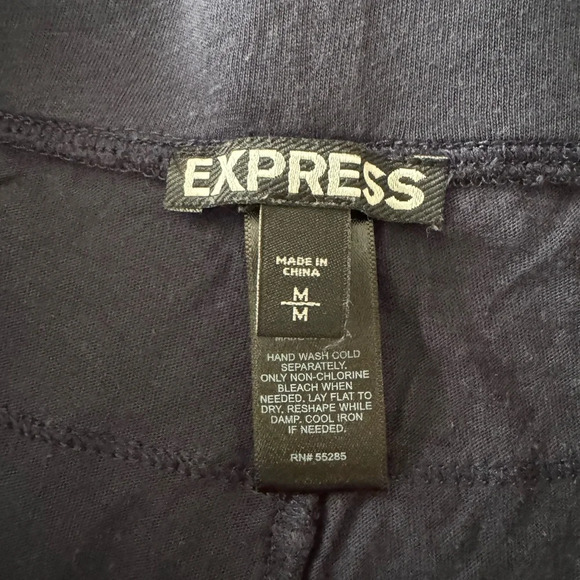 EXPRESS
MADE IN
CHINA
M
M
HAND WASH COLD
SEPARATELY.
ONLY NON-CHLORINE
BLEACH WHEN
NEEDED. LAY FLAT TO
DRY. RESHAPE WHILE
DAMP. COOL IRON
IF NEEDED.
RN# 55285